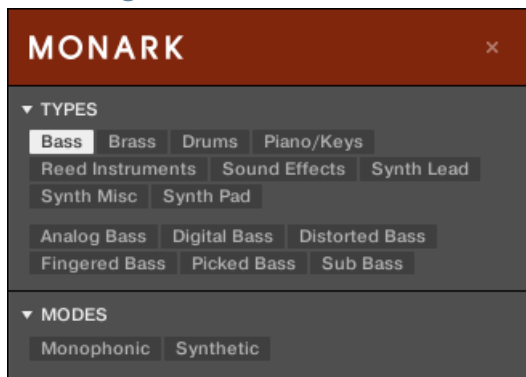 MONARK ×
▼ TYPES
Bass Brass Drums Piano/Keys
Reed Instruments Sound Effects Synth Lead
Synth Misc Synth Pad
Analog Bass Digital Bass Distorted Bass
Fingered Bass Picked Bass Sub Bass
▼ MODES
Monophonic Synthetic